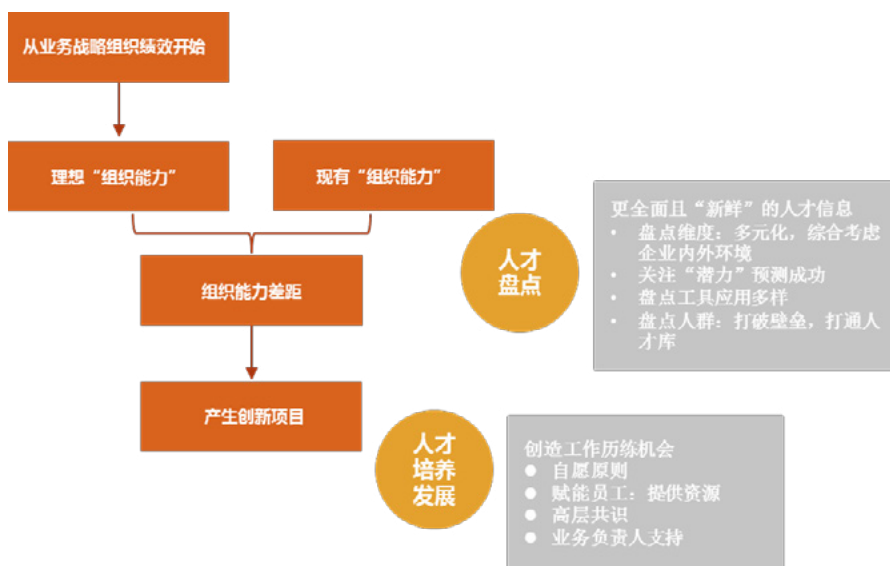 从业务战略组织绩效开始
理想“组织能力”
现有“组织能力”
组织能力差距
产生创新项目
人才
盘点
更全面且“新鲜”的人才信息
• 盘点维度：多元化，综合考虑
企业内外环境
• 关注“潜力”预测成功
• 盘点工具应用多样
• 盘点人群：打破壁垒，打通人
才库
人才
培养
发展
创造工作历练机会
● 自愿原则
● 赋能员工：提供资源
● 高层共识
● 业务负责人支持